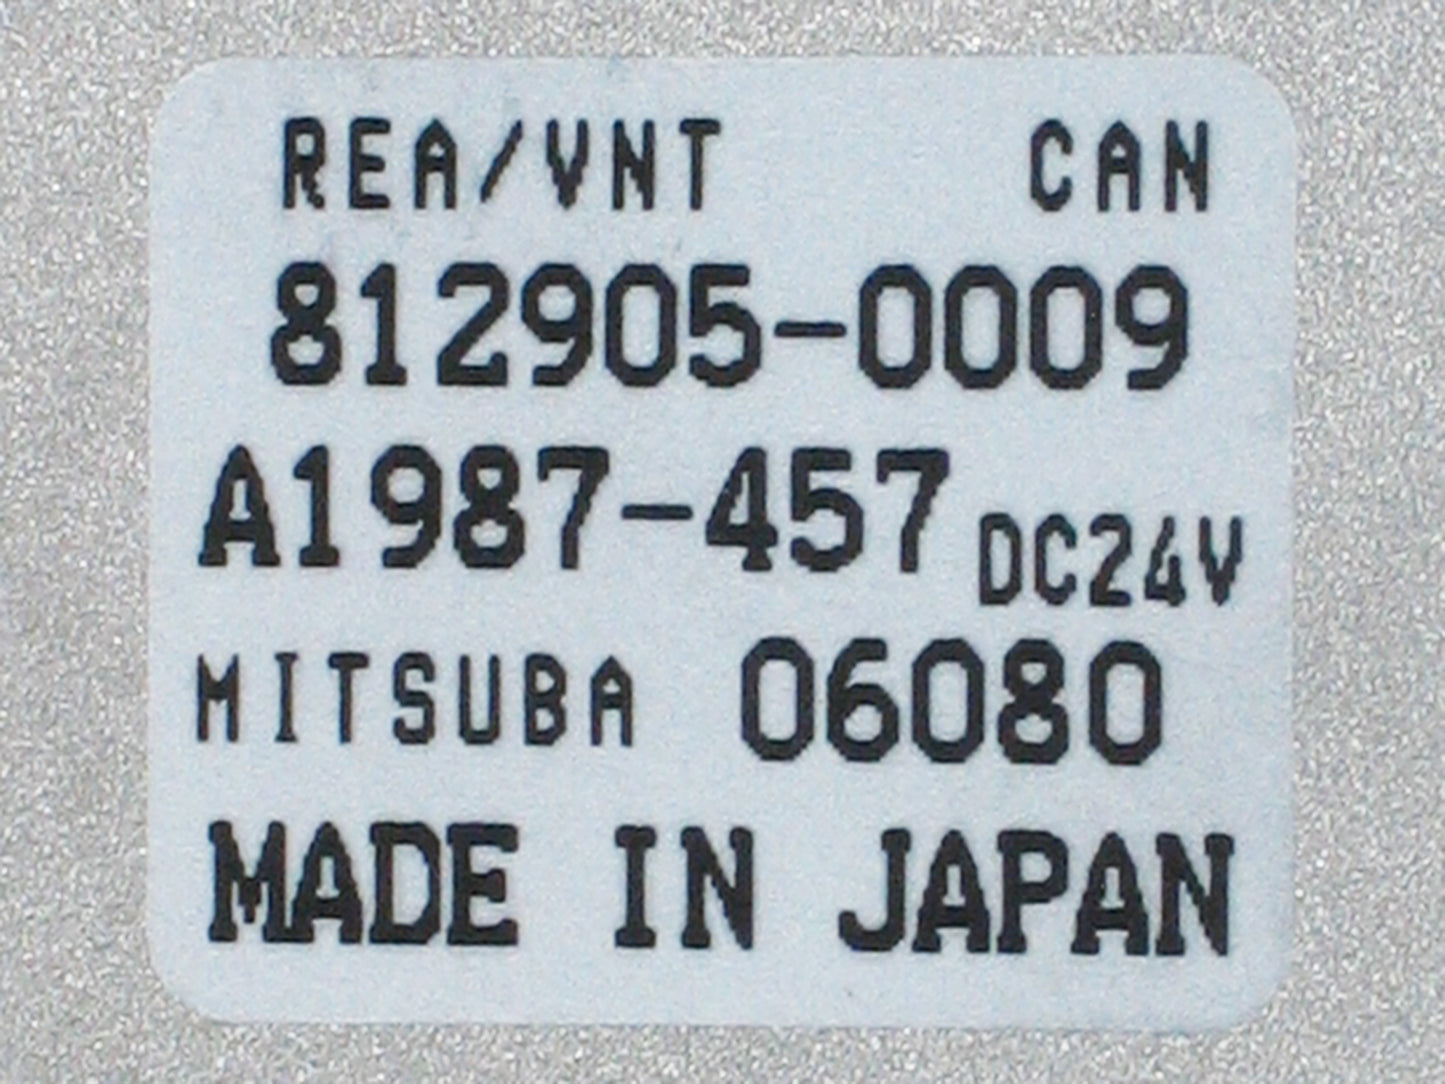 REA/VNT CAN
812905-0009
A1987-457 DC24V
MITSUBA 06080
MADE IN JAPAN